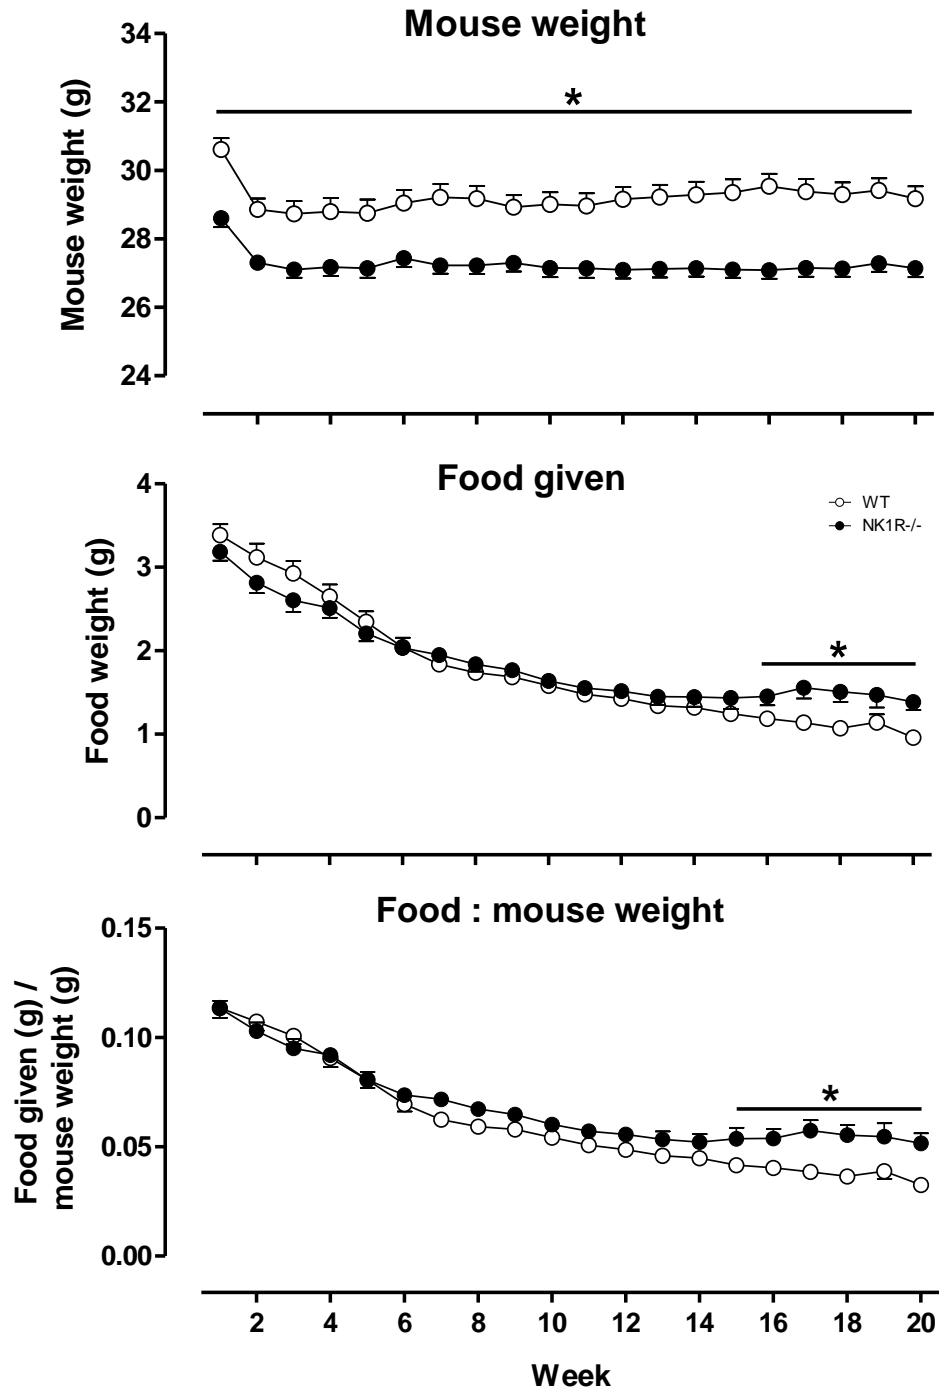 Mouse weight
34
32
30
28
26
24
Mouse weight (g)
*
Food given
4
3
2
1
0
Food weight (g)
WT
NK1R-/-
*
Food : mouse weight
0.15
0.10
0.05
0.00
Food given (g) /
mouse weight (g)
*
2 4 6 8 10 12 14 16 18 20
Week